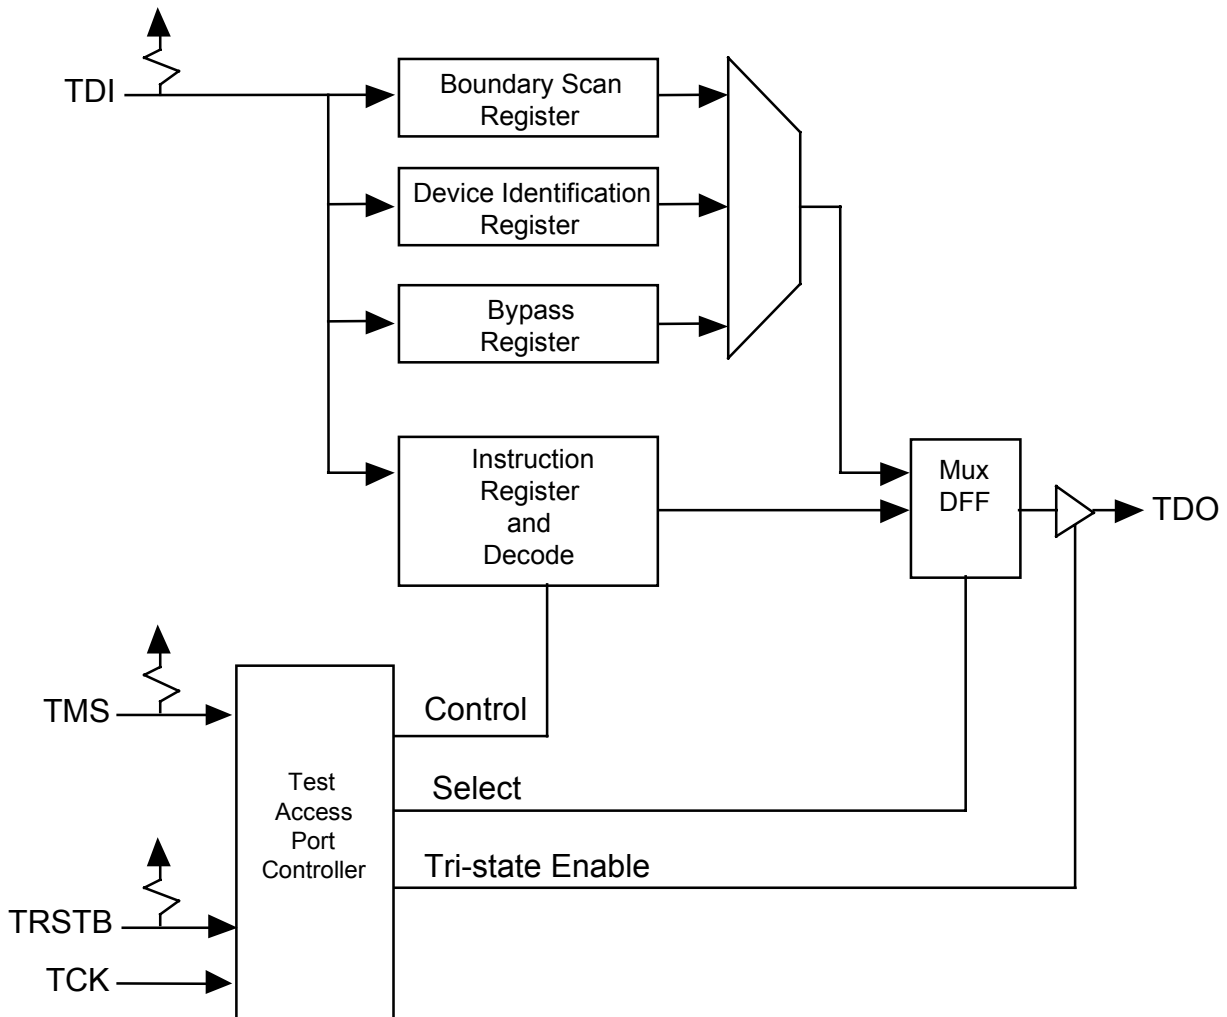 TDI
Boundary Scan
Register
Device Identification
Register
Bypass
Register
Instruction
Register
and
Decode
Mux
DFF
TDO
TMS
Control
Select
Tri-state Enable
Test
Access
Port
Controller
TRSTB
TCK